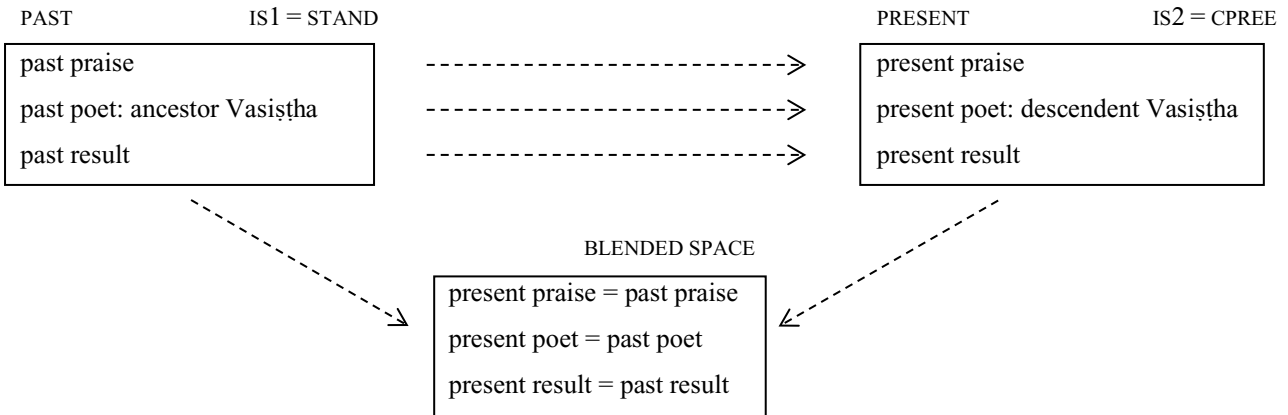 PAST IS1 = STAND PRESENT IS2 = CPREE
past praise present praise
past poet: ancestor Vasiṣṭha present poet: descendent Vasiṣṭha
past result present result
BLENDED SPACE
present praise = past praise
present poet = past poet
present result = past result